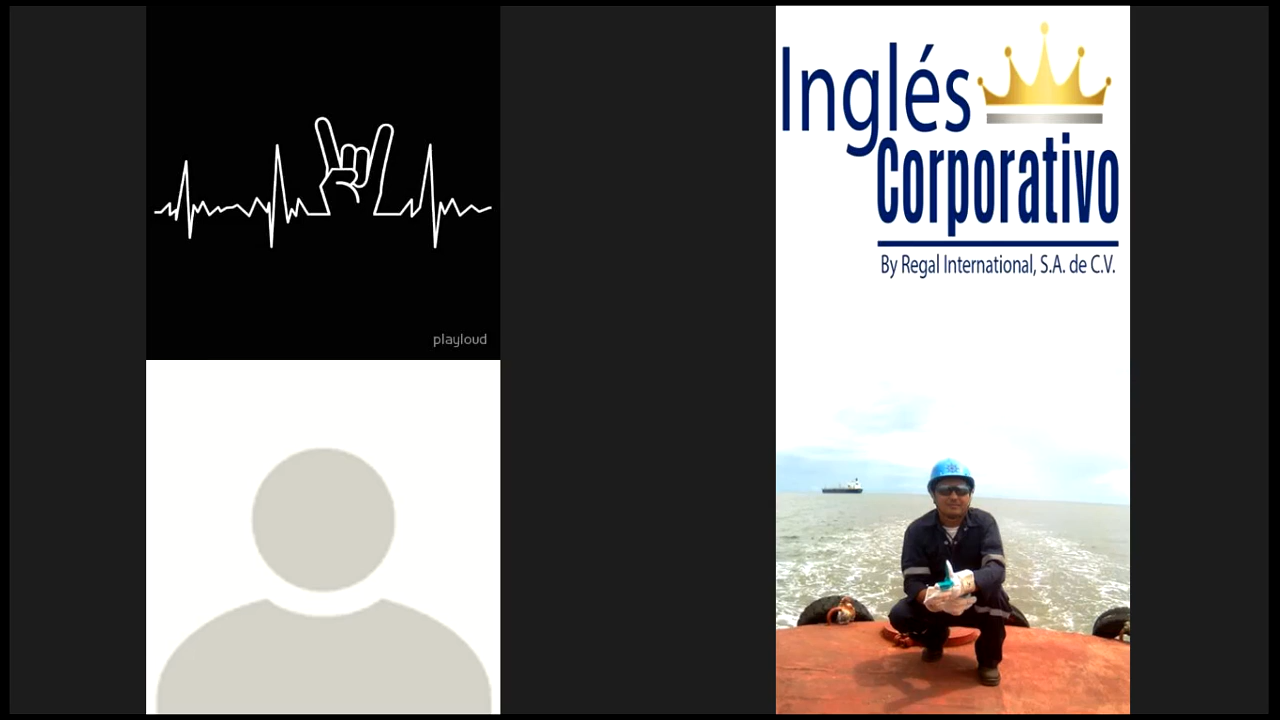 playloud
Inglés
Corporativo
By Regal International, S.A. de C.V.